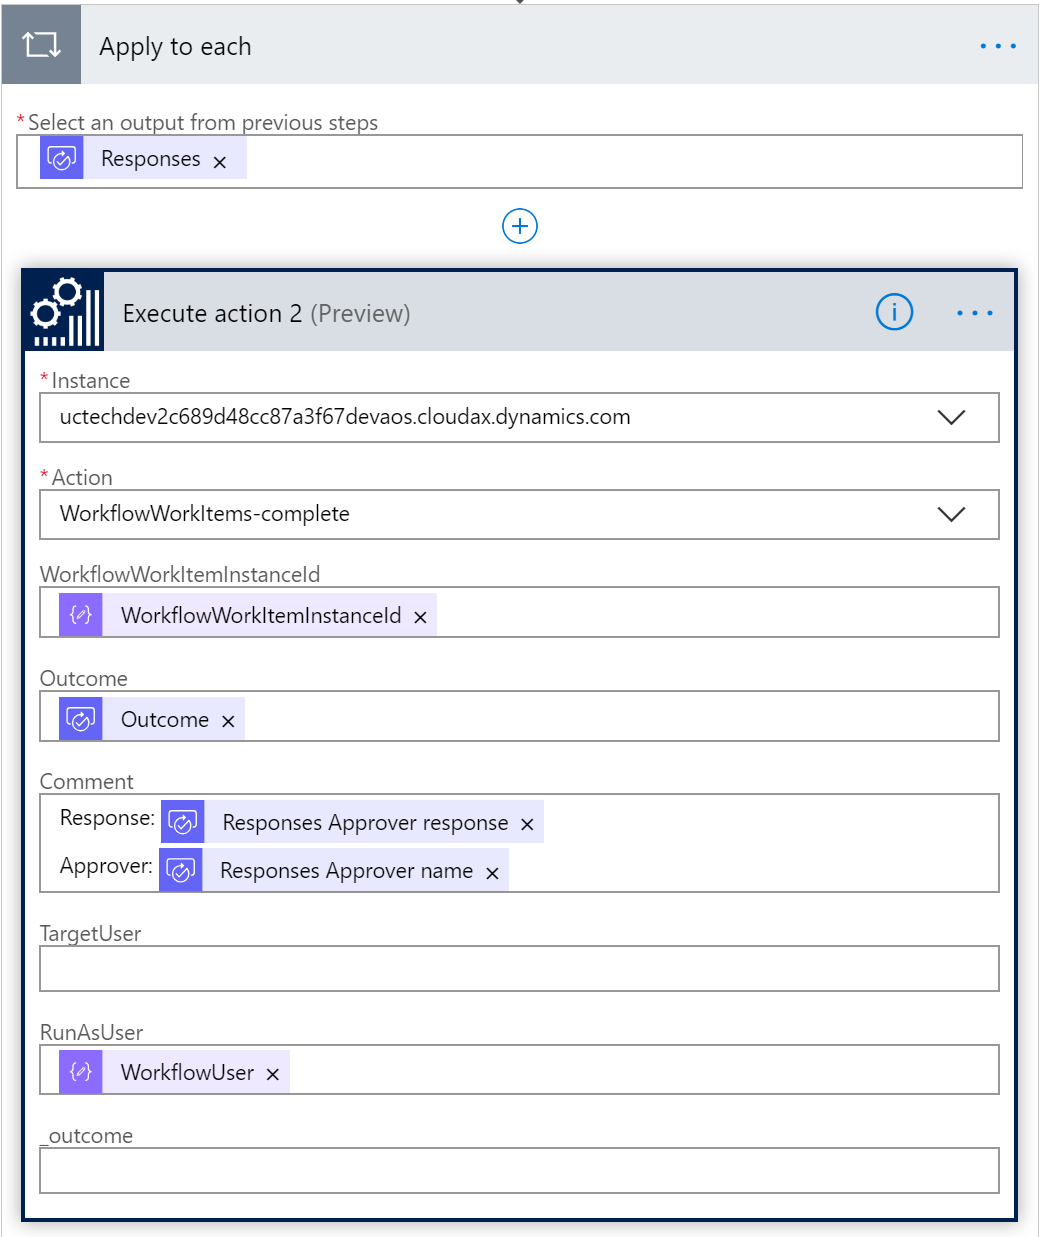 Apply to each
* Select an output from previous steps
Responses
Execute action 2 (Preview)
* Instance
uctechdev2c689d48cc87a3f67devaos.cloudax.dynamics.com
* Action
WorkflowWorkItems-complete
WorkflowWorkItemInstanceId
WorkflowWorkItemInstanceId
Outcome
Outcome
Comment
Response: Responses Approver response
Approver: Responses Approver name
TargetUser
RunAsUser
WorkflowUser
_outcome